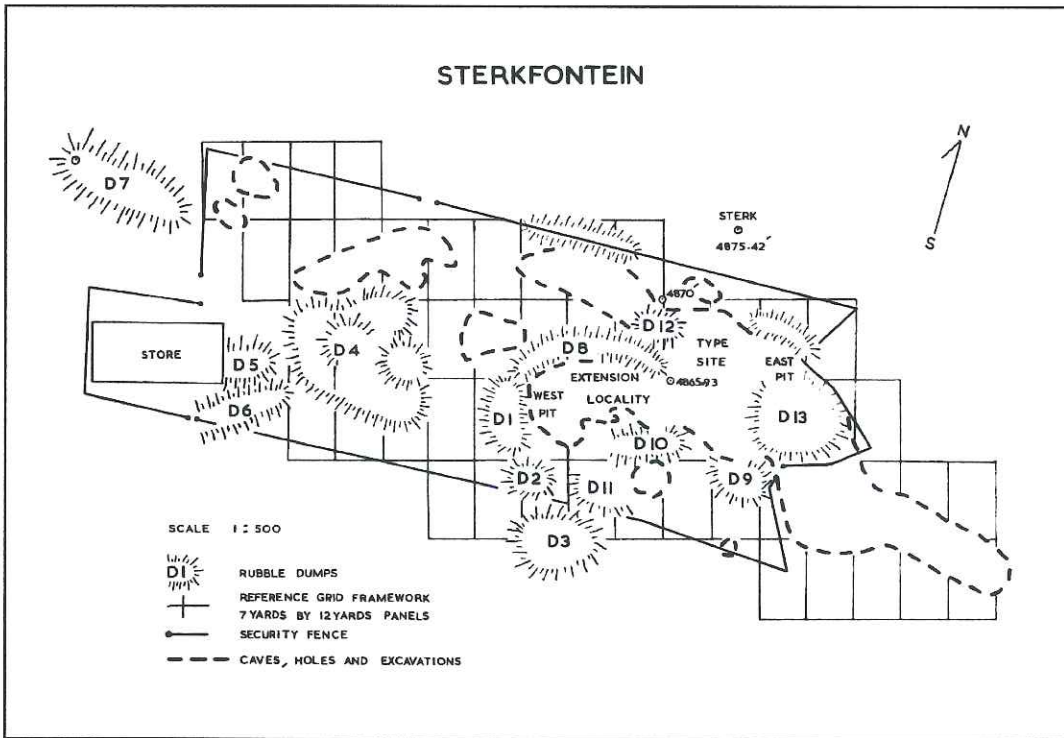 STERKFONTEIN
N
S
D7
STERK
4875·42'
4870
D12
TYPE
SITE
D4
STORE
D5
D8
EAST
PIT
EXTENSION
4865·93
WEST
PIT
LOCALITY
D6
D1
D13
D10
D2
D11
D9
D3
SCALE 1:500
D1 RUBBLE DUMPS
REFERENCE GRID FRAMEWORK
7 YARDS BY 12 YARDS PANELS
SECURITY FENCE
CAVES, HOLES AND EXCAVATIONS